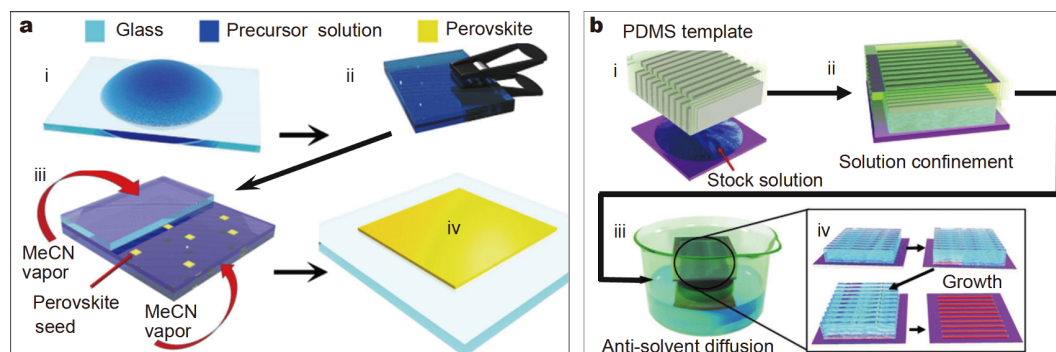 a
Glass
Precursor solution
Perovskite
i
ii
iii
MeCN
vapor
Perovskite
seed
MeCN
vapor
iv
b
PDMS template
i
ii
Stock solution
Solution confinement
iii
Anti-solvent diffusion
iv
Growth